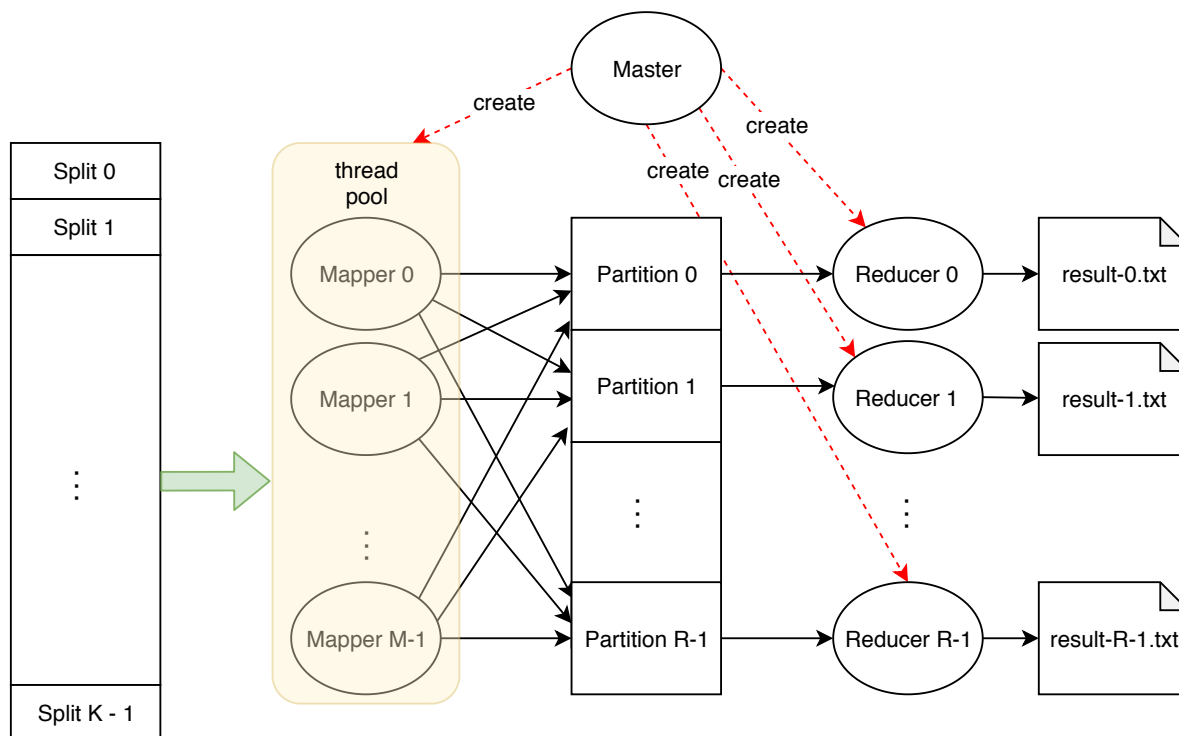 Master
create
create
create
create
Split 0
Split 1
⋮
Split K - 1
thread
pool
Mapper 0
Mapper 1
⋮
Mapper M-1
Partition 0
Partition 1
⋮
Partition R-1
Reducer 0
Reducer 1
⋮
Reducer R-1
result-0.txt
result-1.txt
result-R-1.txt